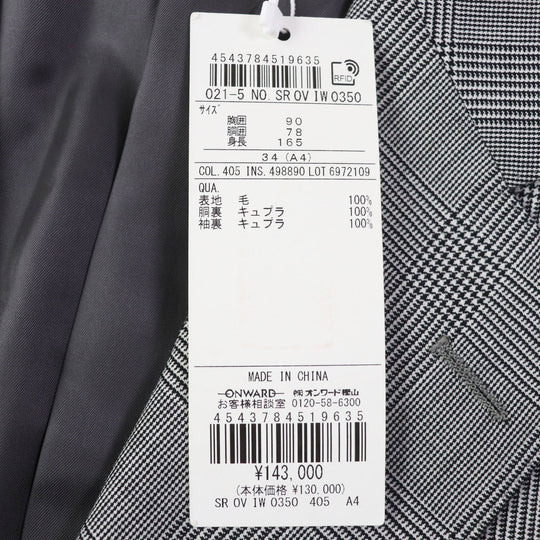 4543784519635
RFID
021-5 NO. SR OV IW 0350
サイズ
胸囲 90
胴囲 78
身長 165
34 (A4)
COL. 405 INS. 498890 LOT 6972109
QUA.
表地 毛 100%
胴裏 キュプラ 100%
袖裏 キュプラ 100%
MADE IN CHINA
ONWARD ㈱オンワード樫山
お客様相談室 0120-58-6300
4543784519635
¥143,000
(本体価格 ¥130,000)
SR OV IW 0350 405 A4